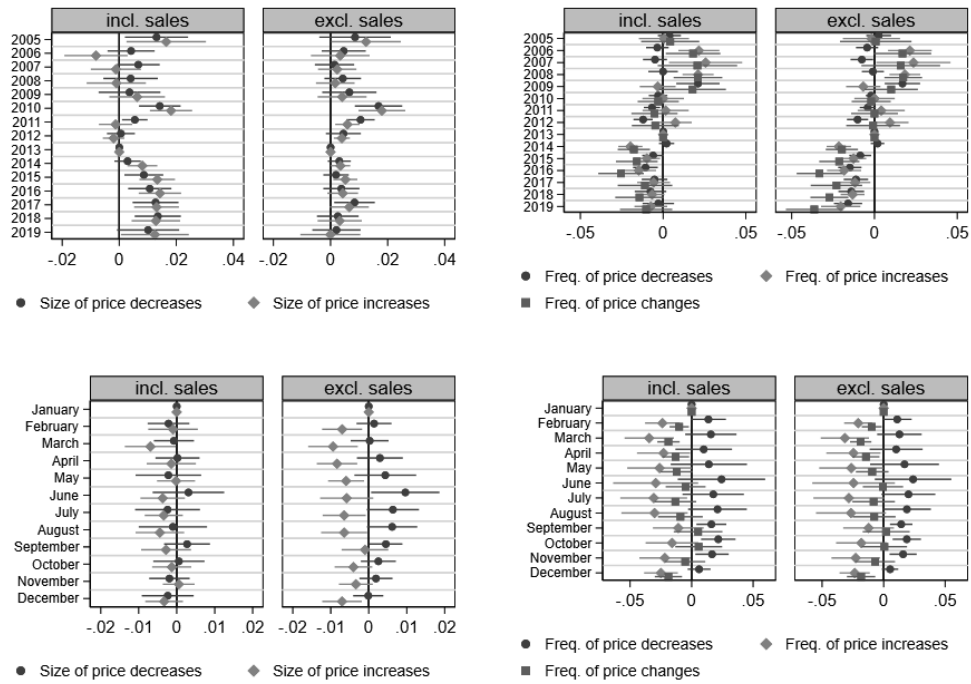 incl. sales
excl. sales
2005
2006
2007
2008
2009
2010
2011
2012
2013
2014
2015
2016
2017
2018
2019
-.02 0 .02 .04
-.02 0 .02 .04
Size of price decreases
Size of price increases
incl. sales
excl. sales
2005
2006
2007
2008
2009
2010
2011
2012
2013
2014
2015
2016
2017
2018
2019
-.05 0 .05
-.05 0 .05
Freq. of price decreases
Freq. of price increases
Freq. of price changes
incl. sales
excl. sales
January
February
March
April
May
June
July
August
September
October
November
December
-.02 -.01 0 .01 .02
-.02 -.01 0 .01 .02
Size of price decreases
Size of price increases
incl. sales
excl. sales
January
February
March
April
May
June
July
August
September
October
November
December
-.05 0 .05
-.05 0 .05
Freq. of price decreases
Freq. of price increases
Freq. of price changes